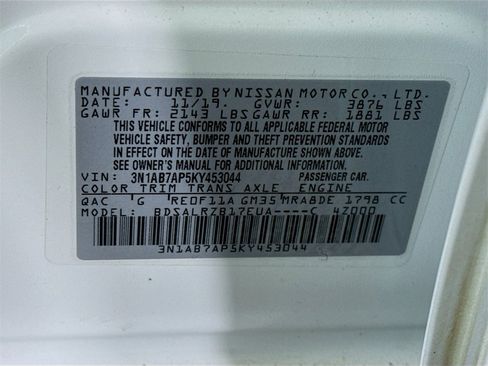 MANUFACTURED BY NISSAN MOTOR CO., LTD.
DATE: 11/19. GVWR: 3876 LBS
GAWR FR: 2143 LBS GAWR RR: 1881 LBS
THIS VEHICLE CONFORMS TO ALL APPLICABLE FEDERAL MOTOR
VEHICLE SAFETY, BUMPER AND THEFT PREVENTION STANDARDS
IN EFFECT ON THE DATE OF MANUFACTURE SHOWN ABOVE.
SEE OWNER'S MANUAL FOR ADDITIONAL INFORMATION.
VIN: 3N1AB7AP5KY453044 PASSENGER CAR.
COLOR TRIM TRANS AXLE ENGINE
QAC G RE0F11A GM35 MRA8DE 1798 CC
MODEL: BDSALRZB17EUA----C 4Z000
3N1AB7AP5KY453044